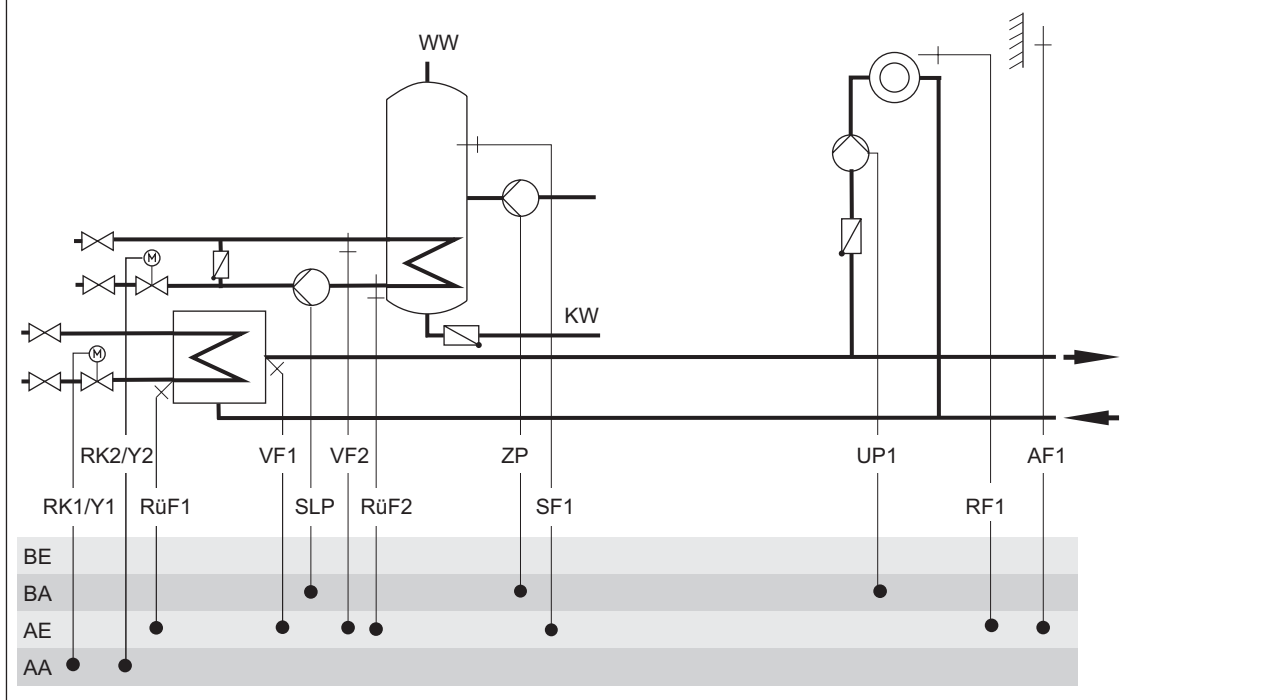 WW
M
KW
M
RK2/Y2 VF1 VF2 ZP UP1 AF1
RK1/Y1 RüF1 SLP RüF2 SF1 RF1
BE
BA
AE
AA